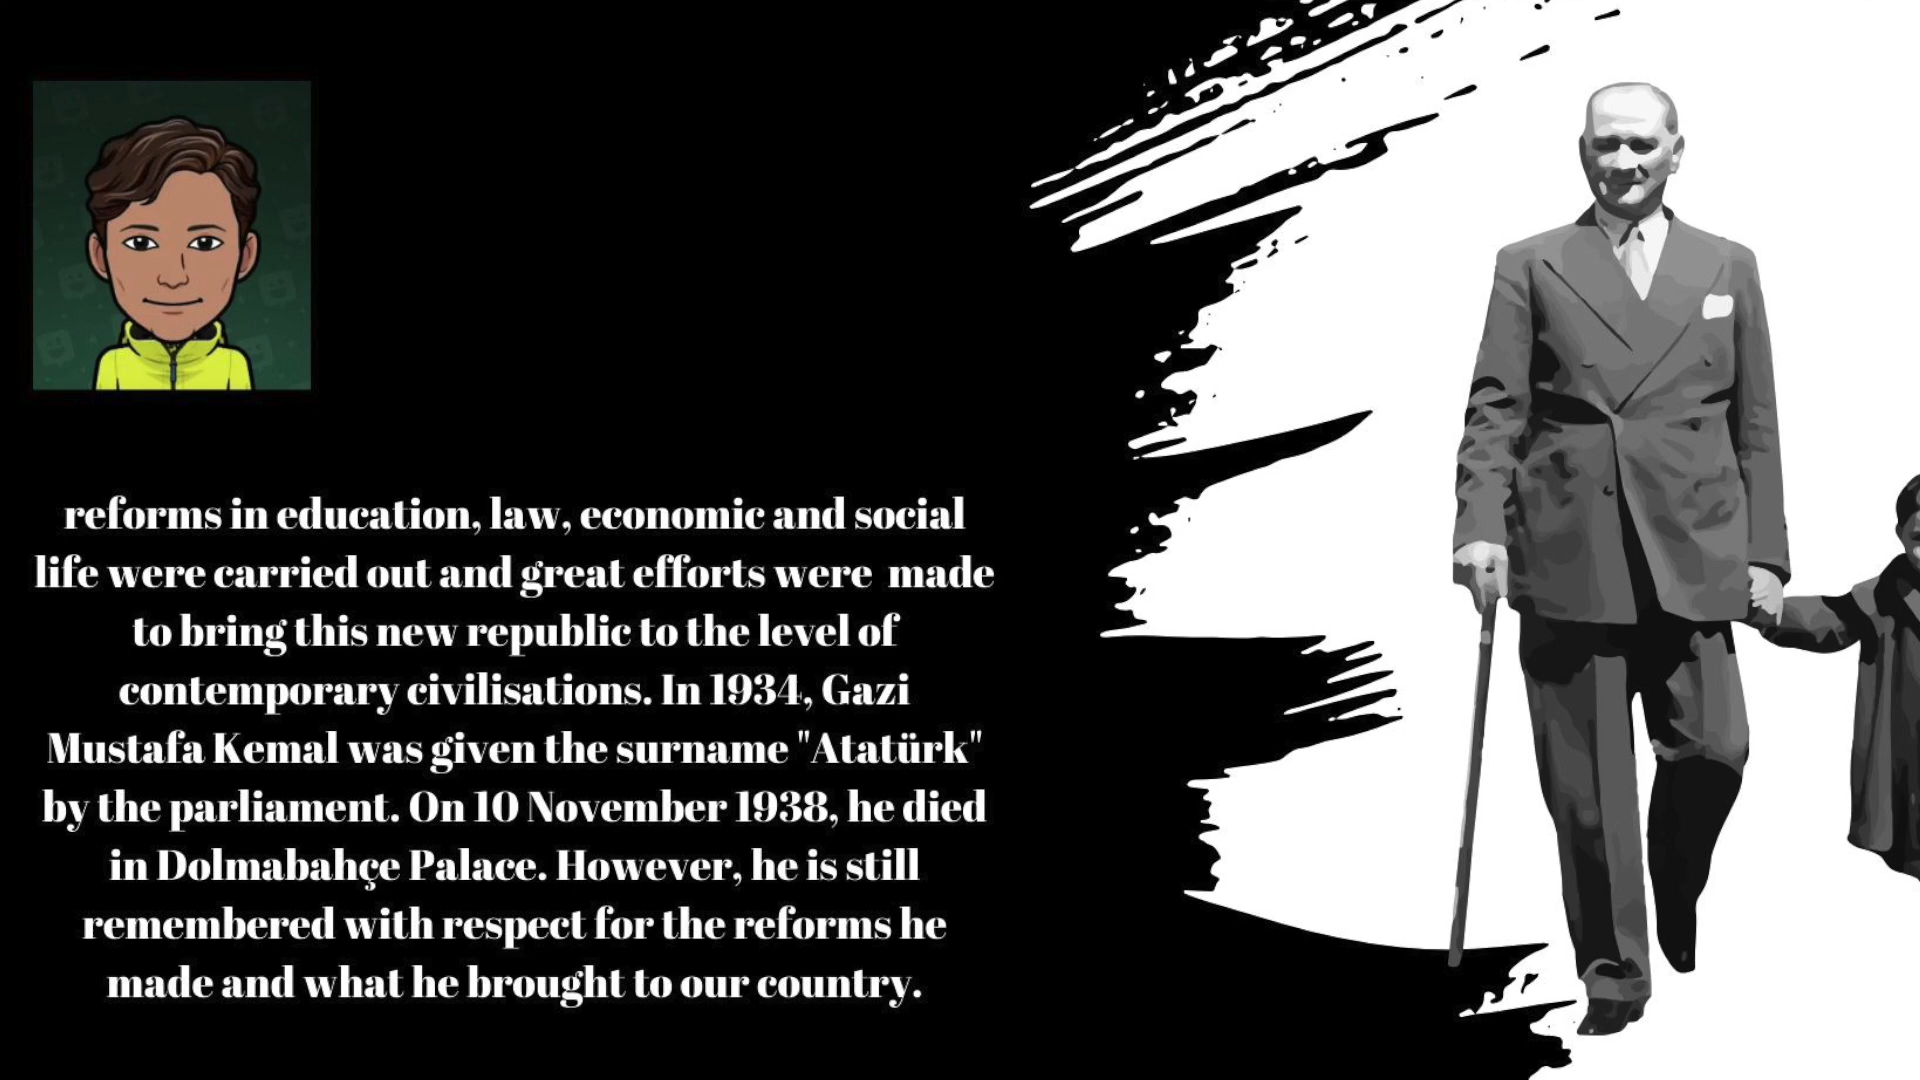 reforms in education, law, economic and social
life were carried out and great efforts were  made
to bring this new republic to the level of
contemporary civilisations. In 1934, Gazi
Mustafa Kemal was given the surname "Atatürk"
by the parliament. On 10 November 1938, he died
in Dolmabahçe Palace. However, he is still
remembered with respect for the reforms he
made and what he brought to our country.